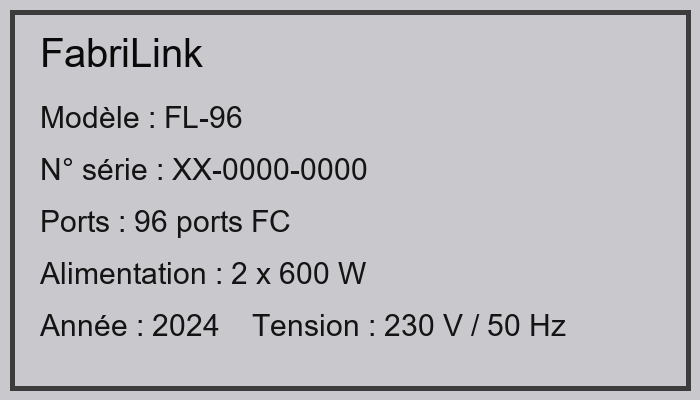 FabriLink
Modèle : FL-96
N° série : XX-0000-0000
Ports : 96 ports FC
Alimentation : 2 x 600 W
Année : 2024    Tension : 230 V / 50 Hz